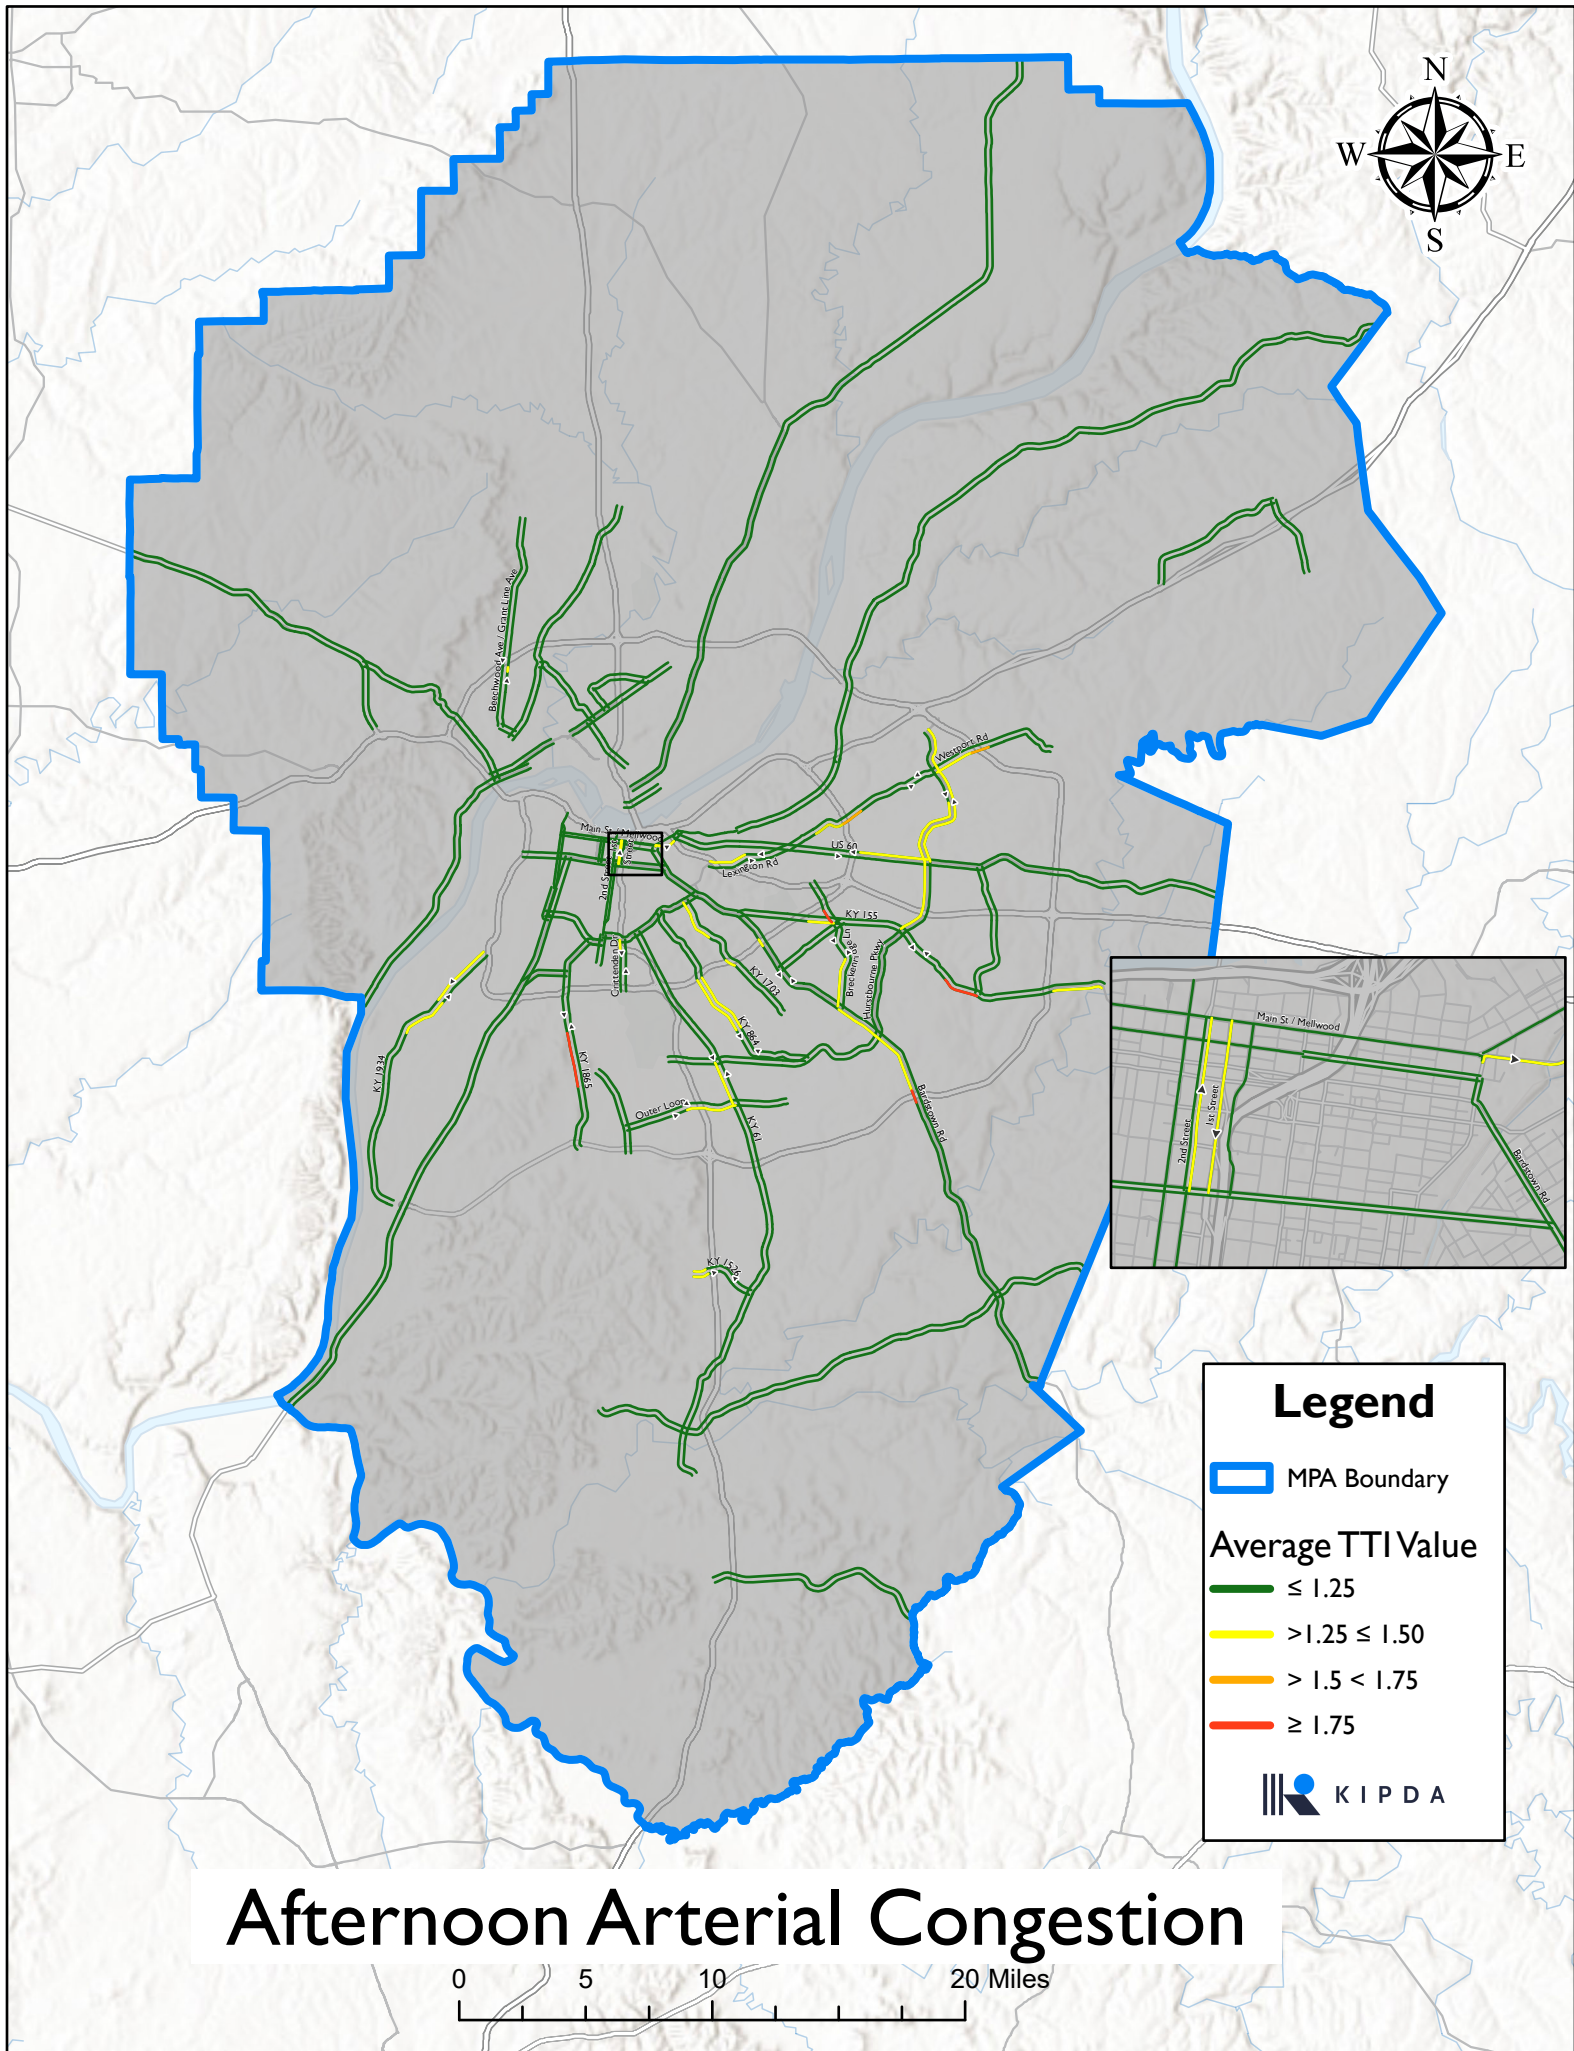 N
W E
S
Beechwood Ave / Grant Line Ave
Westport Rd
Main St / Mellwood
1st Street
2nd Street
US 60
Lexington Rd
KY 155
Breckenridge Ln
Hurstbourne Pkwy
Crittenden Dr
KY 1703
KY 864
KY 1934
KY 1865
Outer Loop
KY 61
Bardstown Rd
KY 1526
Main St / Mellwood
1st Street
2nd Street
Bardstown Rd
Legend
MPA Boundary
Average TTI Value
≤ 1.25
>1.25 ≤ 1.50
> 1.5 < 1.75
≥ 1.75
KIPDA
Afternoon Arterial Congestion
0 5 10 20 Miles